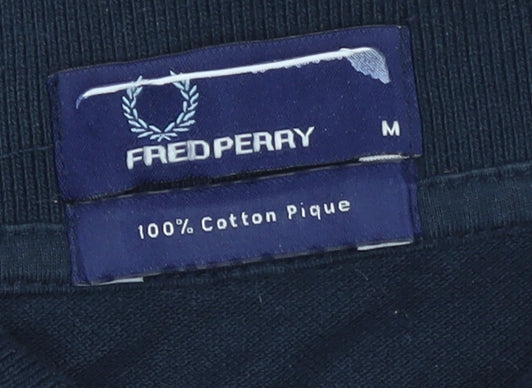 FRED PERRY
M
100% Cotton Pique